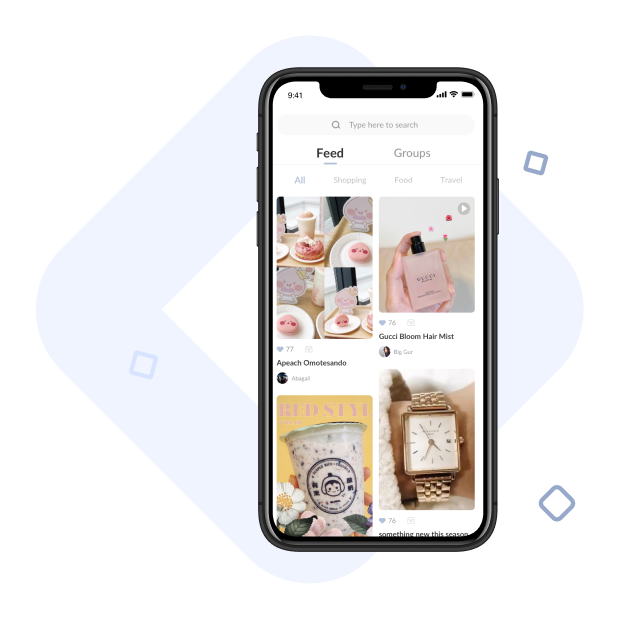 9:41
Type here to search
Feed
Groups
All
Shopping
Food
Travel
77
Apeach Omotesando
Abagail
GUCCI
76
Gucci Bloom Hair Mist
Big Gur
RED STYL
76
something new this season